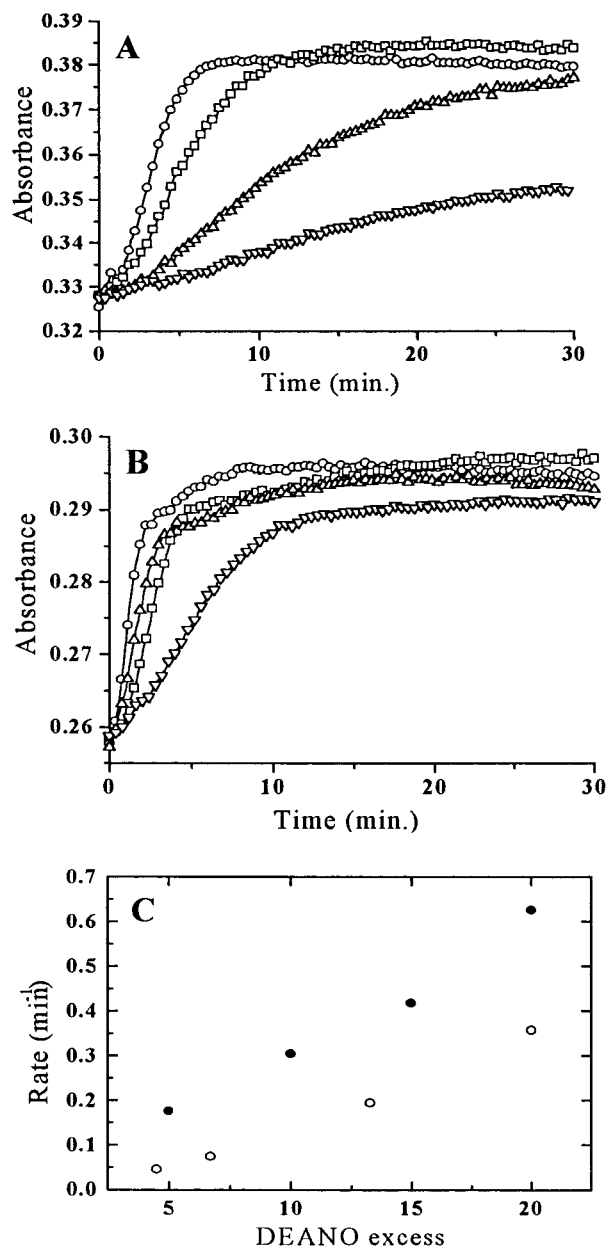 A
0.39
0.38
0.37
0.36
0.35
0.34
0.33
0.32
Absorbance
0 10 20 30
Time (min.)
B
0.30
0.29
0.28
0.27
0.26
Absorbance
0 10 20 30
Time (min.)
C
0.7
0.6
0.5
0.4
0.3
0.2
0.1
0.0
Rate (min-1)
5 10 15 20
DEANO excess